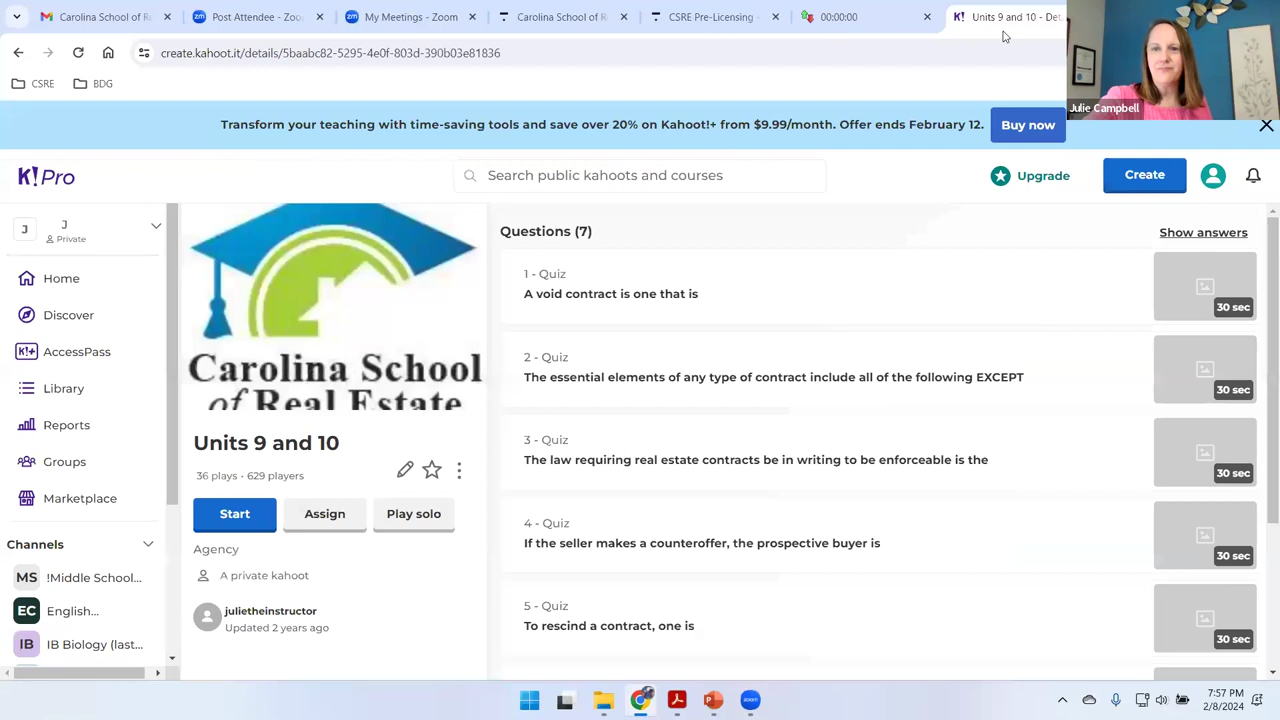 Carolina School of R
Post Attendee - Zoo
My Meetings - Zoom
Carolina School of R
CSRE Pre-Licensing -
00:00:00
Units 9 and 10 - Det
create.kahoot.it/details/5baabc82-5295-4e0f-803d-390b03e81836
CSRE
BDG
Julie Campbell
Transform your teaching with time-saving tools and save over 20% on Kahoot!+ from $9.99/month. Offer ends February 12.
Buy now
K! Pro
Search public kahoots and courses
Upgrade
Create
J
J
Private
Home
Discover
K!+
AccessPass
Library
Reports
Groups
Marketplace
Channels
MS
!Middle School...
EC
English...
IB
IB Biology (last...
Carolina School
of Real Estate
Units 9 and 10
36 plays • 629 players
Start
Assign
Play solo
Agency
A private kahoot
julietheinstructor
Updated 2 years ago
Questions (7)
Show answers
1 - Quiz
A void contract is one that is
30 sec
2 - Quiz
The essential elements of any type of contract include all of the following EXCEPT
30 sec
3 - Quiz
The law requiring real estate contracts be in writing to be enforceable is the
30 sec
4 - Quiz
If the seller makes a counteroffer, the prospective buyer is
30 sec
5 - Quiz
To rescind a contract, one is
30 sec
zoom
7:57 PM
2/8/2024